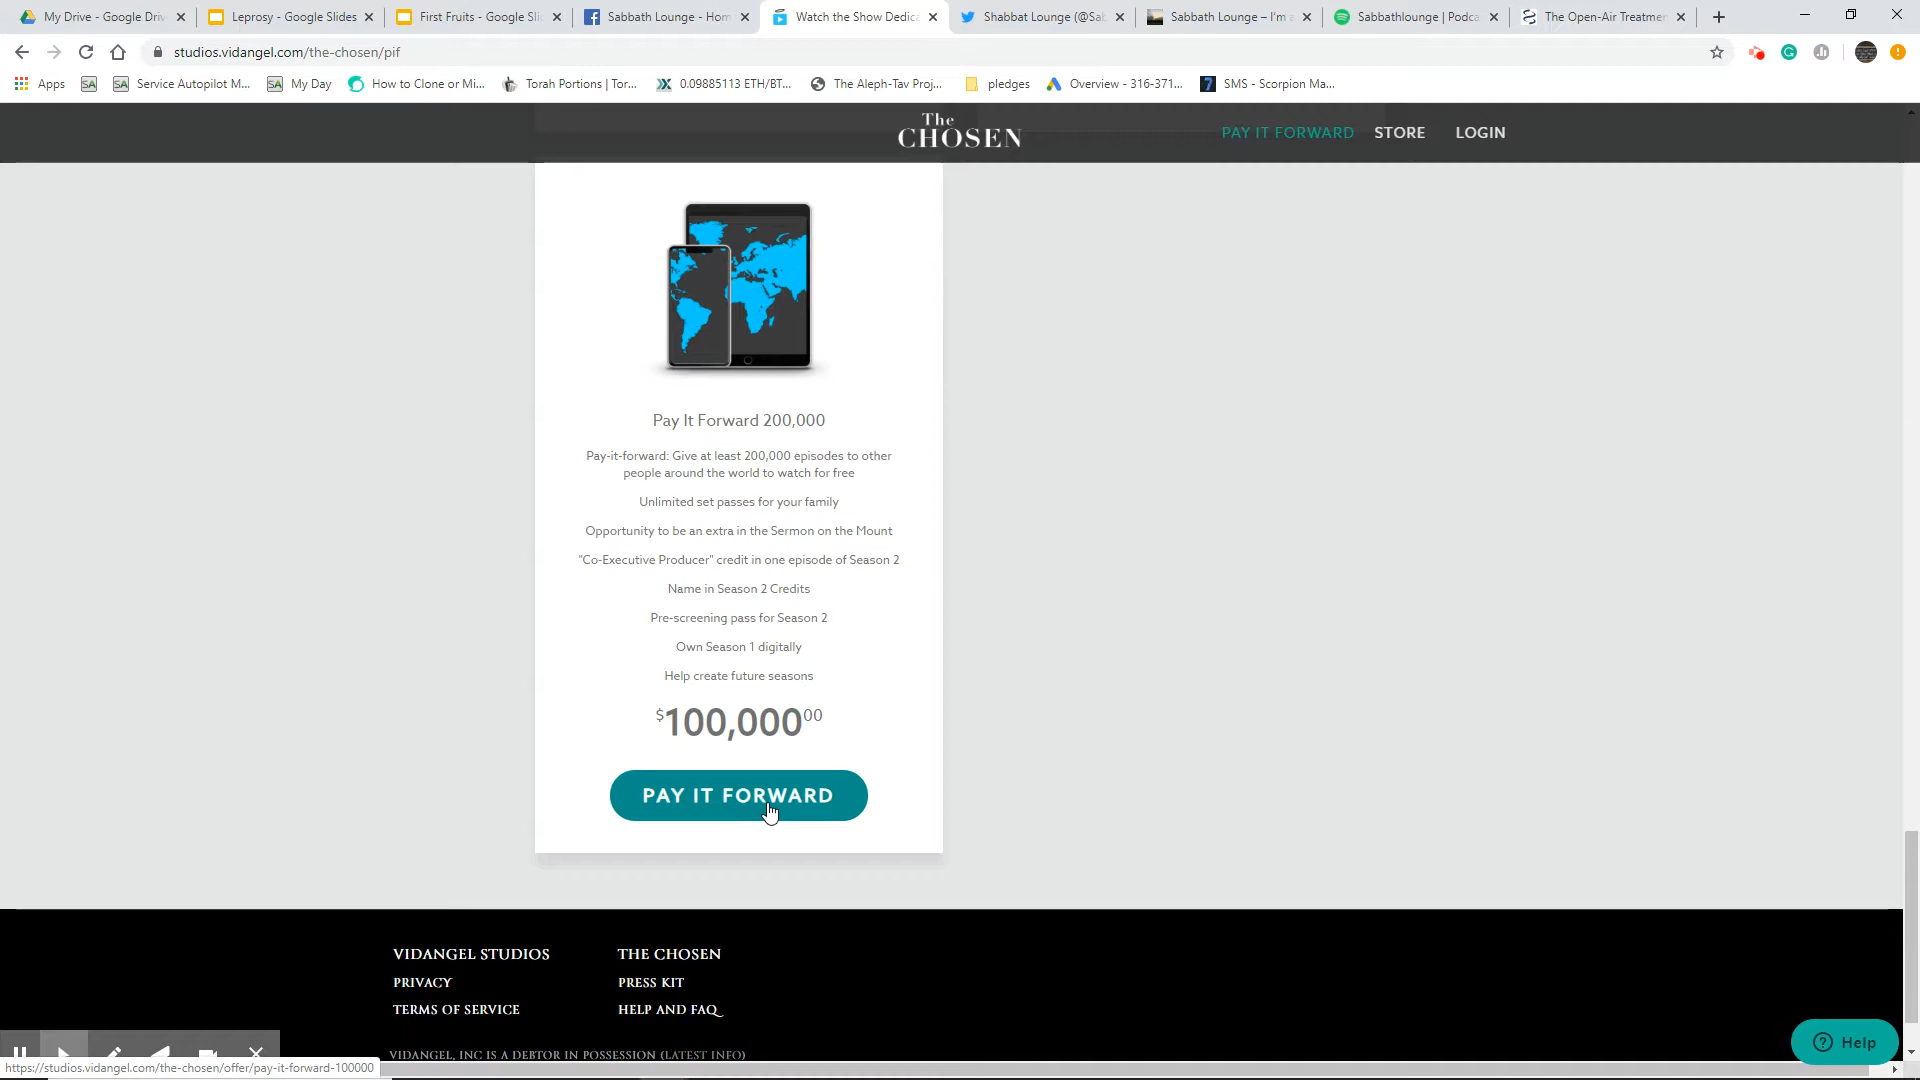 My Drive - Google Driv
Leprosy - Google Slides
First Fruits - Google Sli
Sabbath Lounge - Hom
Watch the Show Dedica
Shabbat Lounge (@Sab
Sabbath Lounge – I'm a
Sabbathlounge | Podca
The Open-Air Treatmen
studios.vidangel.com/the-chosen/pif
Apps
SA
SA Service Autopilot M...
SA My Day
How to Clone or Mi...
Torah Portions | Tor...
0.09885113 ETH/BT...
The Aleph-Tav Proj...
pledges
Overview - 316-371...
7 SMS - Scorpion Ma...
The
CHOSEN
PAY IT FORWARD STORE LOGIN
Pay It Forward 200,000
Pay-it-forward: Give at least 200,000 episodes to other
people around the world to watch for free
Unlimited set passes for your family
Opportunity to be an extra in the Sermon on the Mount
"Co-Executive Producer" credit in one episode of Season 2
Name in Season 2 Credits
Pre-screening pass for Season 2
Own Season 1 digitally
Help create future seasons
$100,00000
PAY IT FORWARD
VIDANGEL STUDIOS
PRIVACY
TERMS OF SERVICE
THE CHOSEN
PRESS KIT
HELP AND FAQ
VIDANGEL, INC IS A DEBTOR IN POSSESSION (LATEST INFO)
Help
https://studios.vidangel.com/the-chosen/offer/pay-it-forward-100000